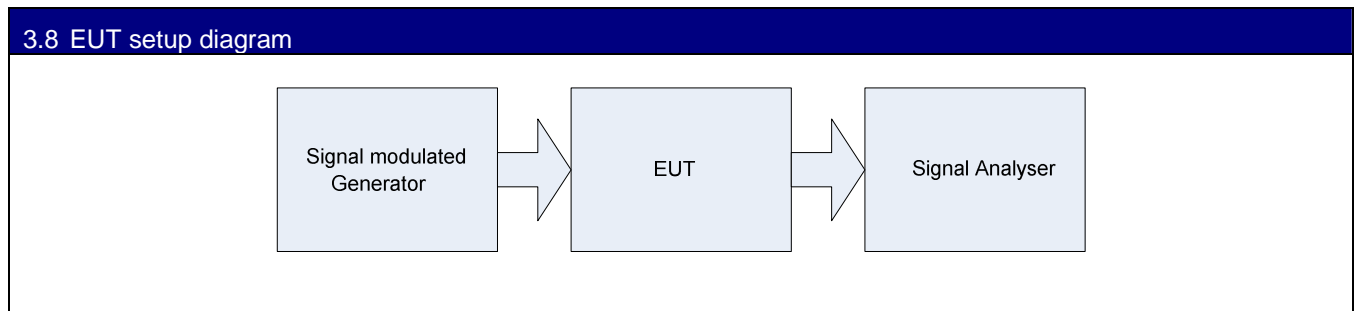 3.8 EUT setup diagram
Signal modulated
Generator
EUT
Signal Analyser